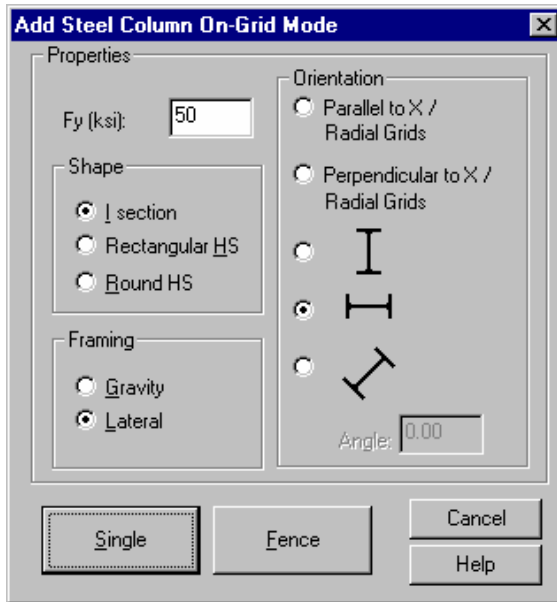 Add Steel Column On-Grid Mode
Properties
Fy (ksi):
50
Shape
I section
Rectangular HS
Round HS
Framing
Gravity
Lateral
Orientation
Parallel to X /
Radial Grids
Perpendicular to X /
Radial Grids
Angle:
0.00
Single
Fence
Cancel
Help